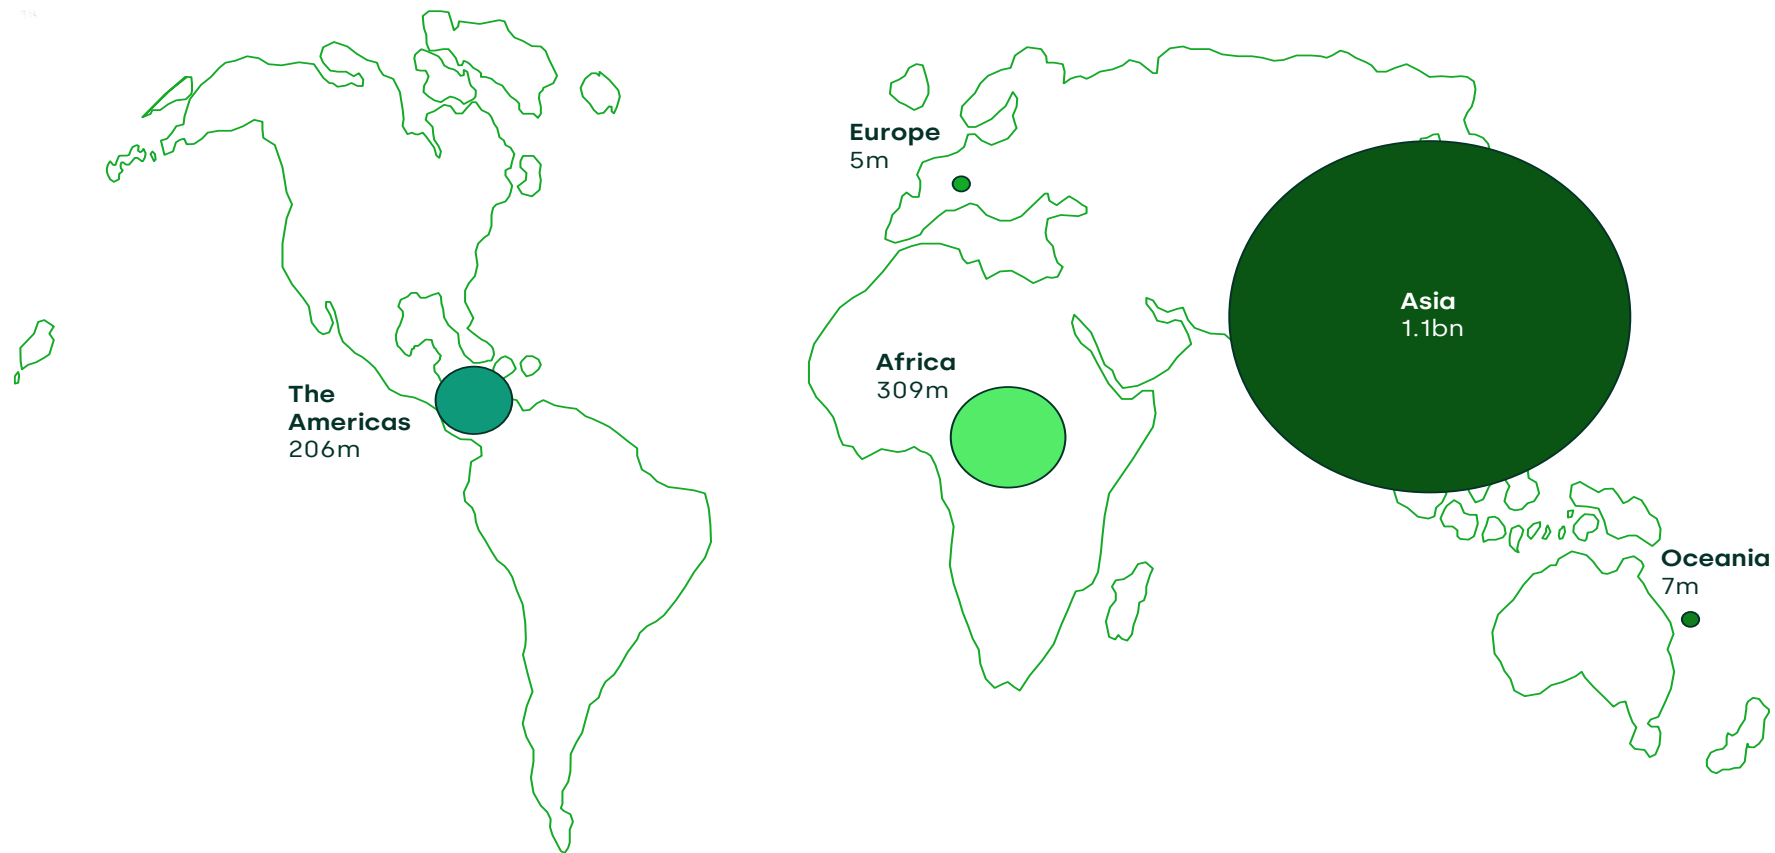 Europe
5m
Asia
1.1bn
Africa
309m
The
Americas
206m
Oceania
7m